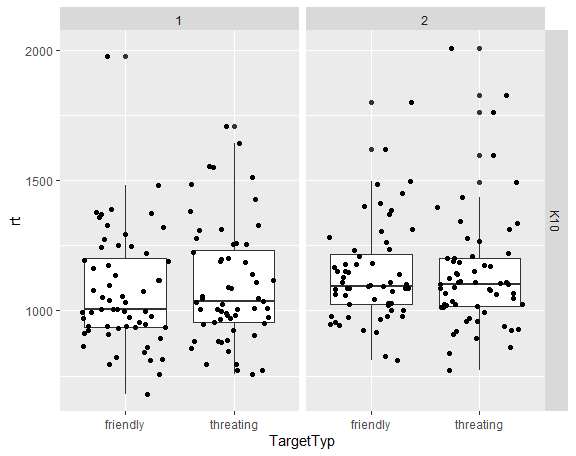 1 2
2000
1500
1000
rt
K10
friendly threating friendly threating
TargetTyp